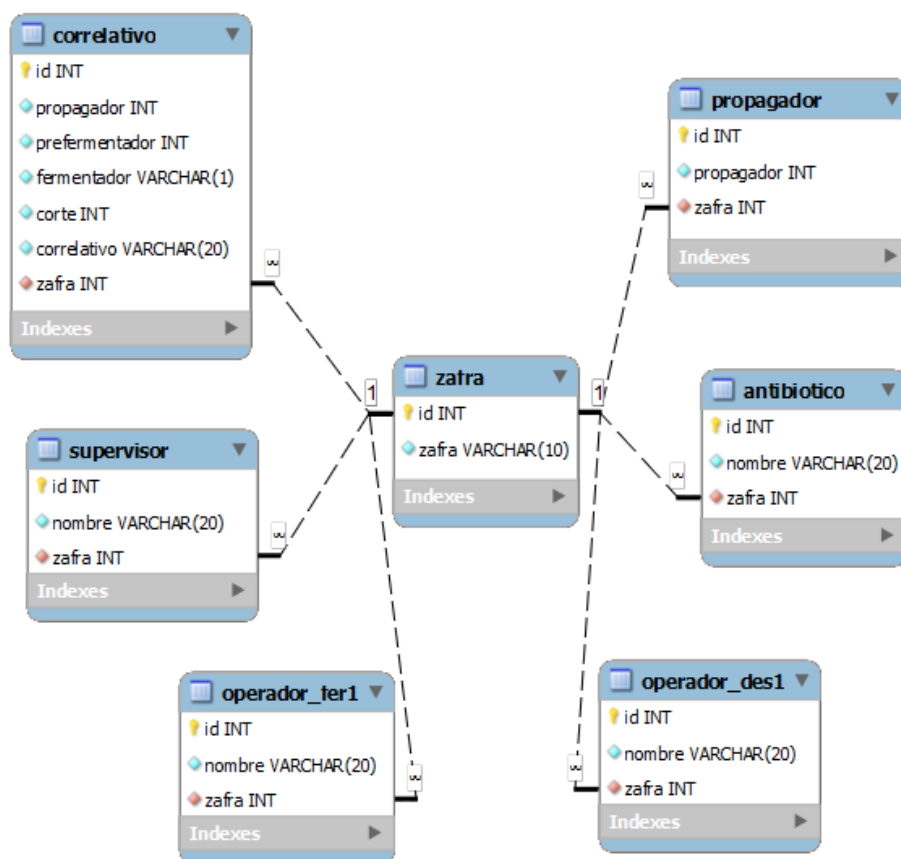 correlativo
id INT
propagador INT
prefermentador INT
fermentador VARCHAR(1)
corte INT
correlativo VARCHAR(20)
zafra INT
Indexes
propagador
id INT
propagador INT
zafra INT
Indexes
∞
∞
zafra
id INT
zafra VARCHAR(10)
Indexes
1
1
antibiotico
id INT
nombre VARCHAR(20)
zafra INT
Indexes
∞
supervisor
id INT
nombre VARCHAR(20)
zafra INT
Indexes
∞
operador_fer1
id INT
nombre VARCHAR(20)
zafra INT
Indexes
∞
operador_des1
id INT
nombre VARCHAR(20)
zafra INT
Indexes
∞